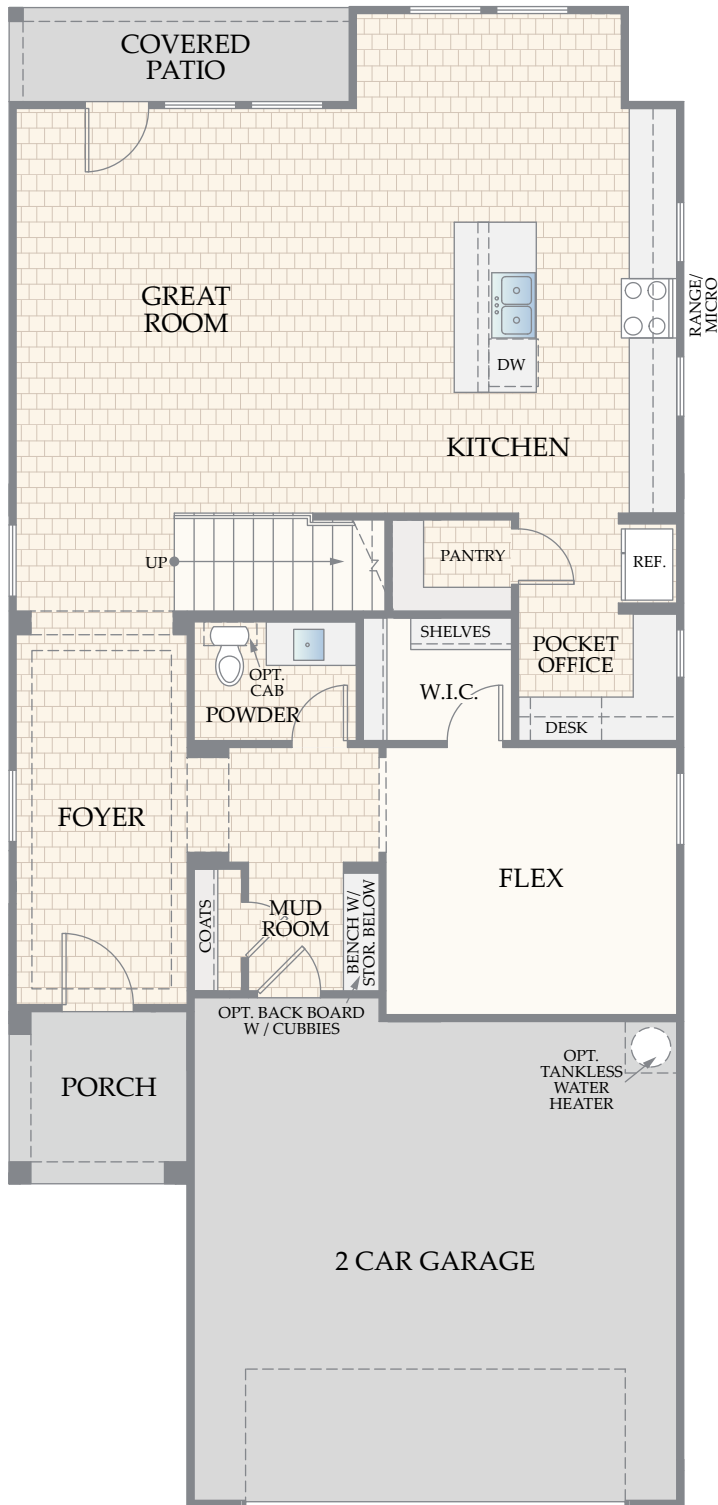 COVERED
PATIO
GREAT
ROOM
RANGE/
MICRO
DW
KITCHEN
UP
PANTRY
REF.
SHELVES
POCKET
OFFICE
OPT.
CAB
POWDER
W.I.C.
DESK
FOYER
FLEX
COATS
MUD
ROOM
BENCH W/
STOR. BELOW
OPT. BACK BOARD
W / CUBBIES
PORCH
OPT.
TANKLESS
WATER
HEATER
2 CAR GARAGE